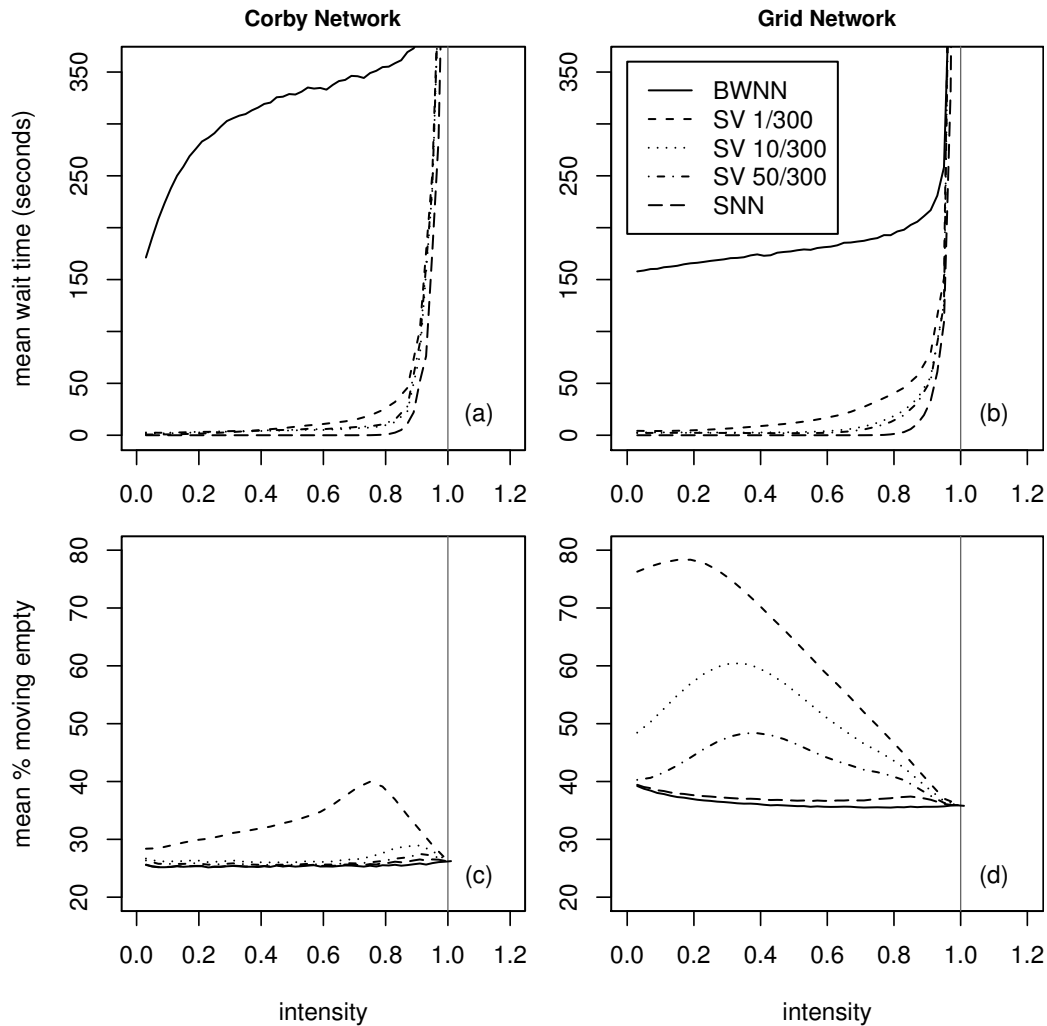 Corby Network
Grid Network
mean wait time (seconds)
0 50 150 250 350
0.0 0.2 0.4 0.6 0.8 1.0 1.2
(a)
BWNN
SV 1/300
SV 10/300
SV 50/300
SNN
0 50 150 250 350
0.0 0.2 0.4 0.6 0.8 1.0 1.2
(b)
mean % moving empty
20 30 40 50 60 70 80
0.0 0.2 0.4 0.6 0.8 1.0 1.2
(c)
intensity
20 30 40 50 60 70 80
0.0 0.2 0.4 0.6 0.8 1.0 1.2
(d)
intensity